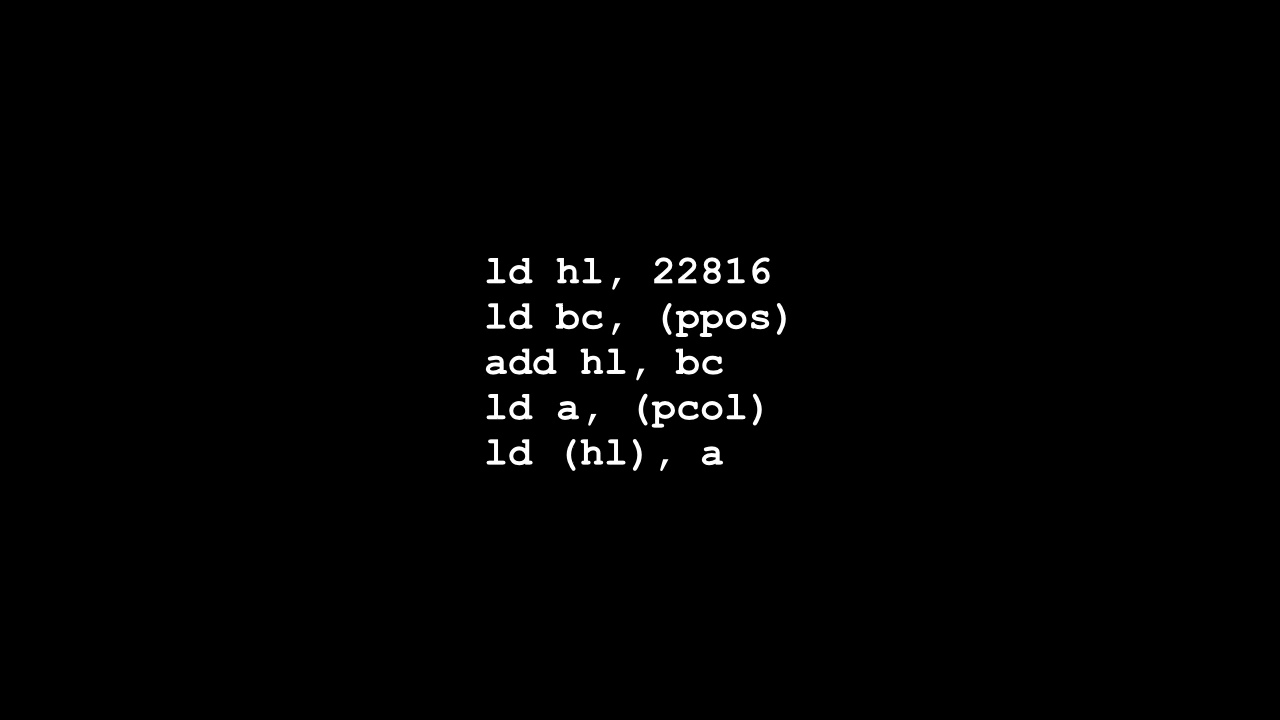 ld hl, 22816
ld bc, (ppos)
add hl, bc
ld a, (pcol)
ld (hl), a